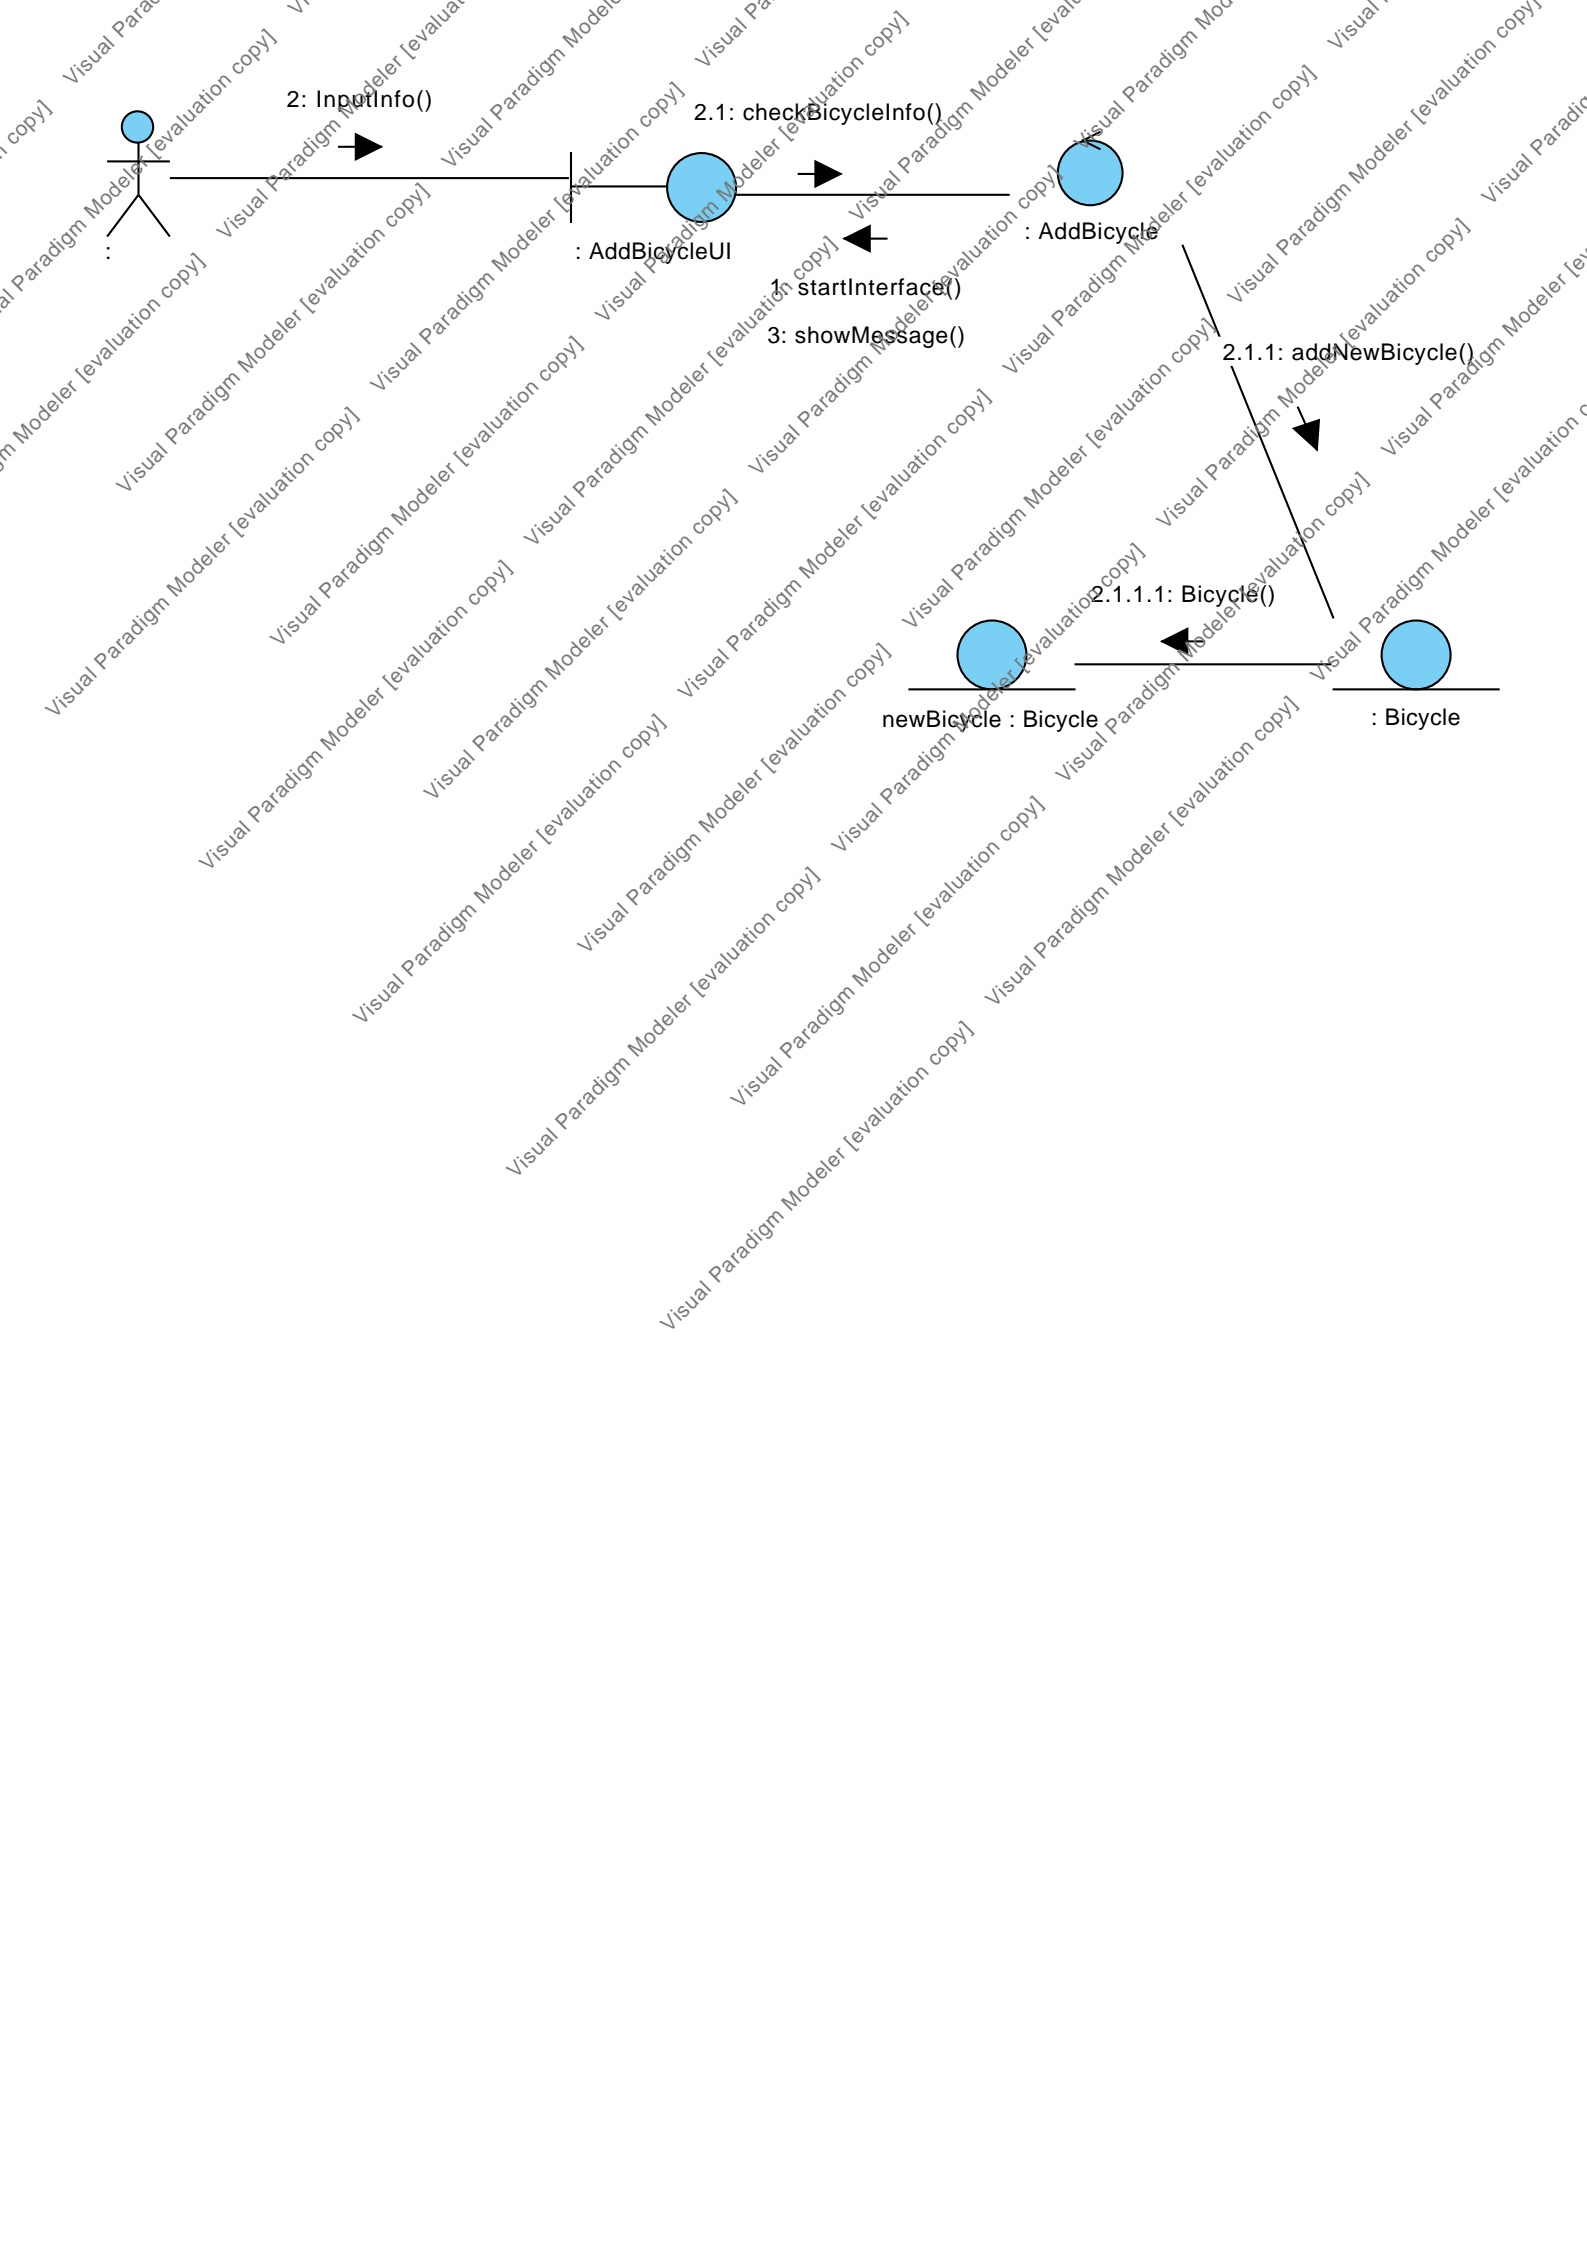 2: InputInfo()
2.1: checkBicycleInfo()
:
: AddBicycleUI
: AddBicycle
1: startInterface()
3: showMessage()
2.1.1: addNewBicycle()
2.1.1.1: Bicycle()
newBicycle : Bicycle
: Bicycle
Visual Paradigm Modeler [evaluation copy]